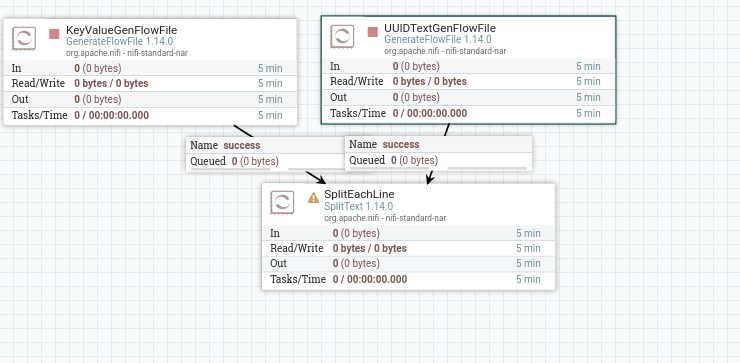 KeyValueGenFlowFile
GenerateFlowFile 1.14.0
org.apache.nifi - nifi-standard-nar
In 0 (0 bytes) 5 min
Read/Write 0 bytes / 0 bytes 5 min
Out 0 (0 bytes) 5 min
Tasks/Time 0 / 00:00:00.000 5 min
UUIDTextGenFlowFile
GenerateFlowFile 1.14.0
org.apache.nifi - nifi-standard-nar
In 0 (0 bytes) 5 min
Read/Write 0 bytes / 0 bytes 5 min
Out 0 (0 bytes) 5 min
Tasks/Time 0 / 00:00:00.000 5 min
Name success
Queued 0 (0 bytes)
Name success
Queued 0 (0 bytes)
SplitEachLine
SplitText 1.14.0
org.apache.nifi - nifi-standard-nar
In 0 (0 bytes) 5 min
Read/Write 0 bytes / 0 bytes 5 min
Out 0 (0 bytes) 5 min
Tasks/Time 0 / 00:00:00.000 5 min